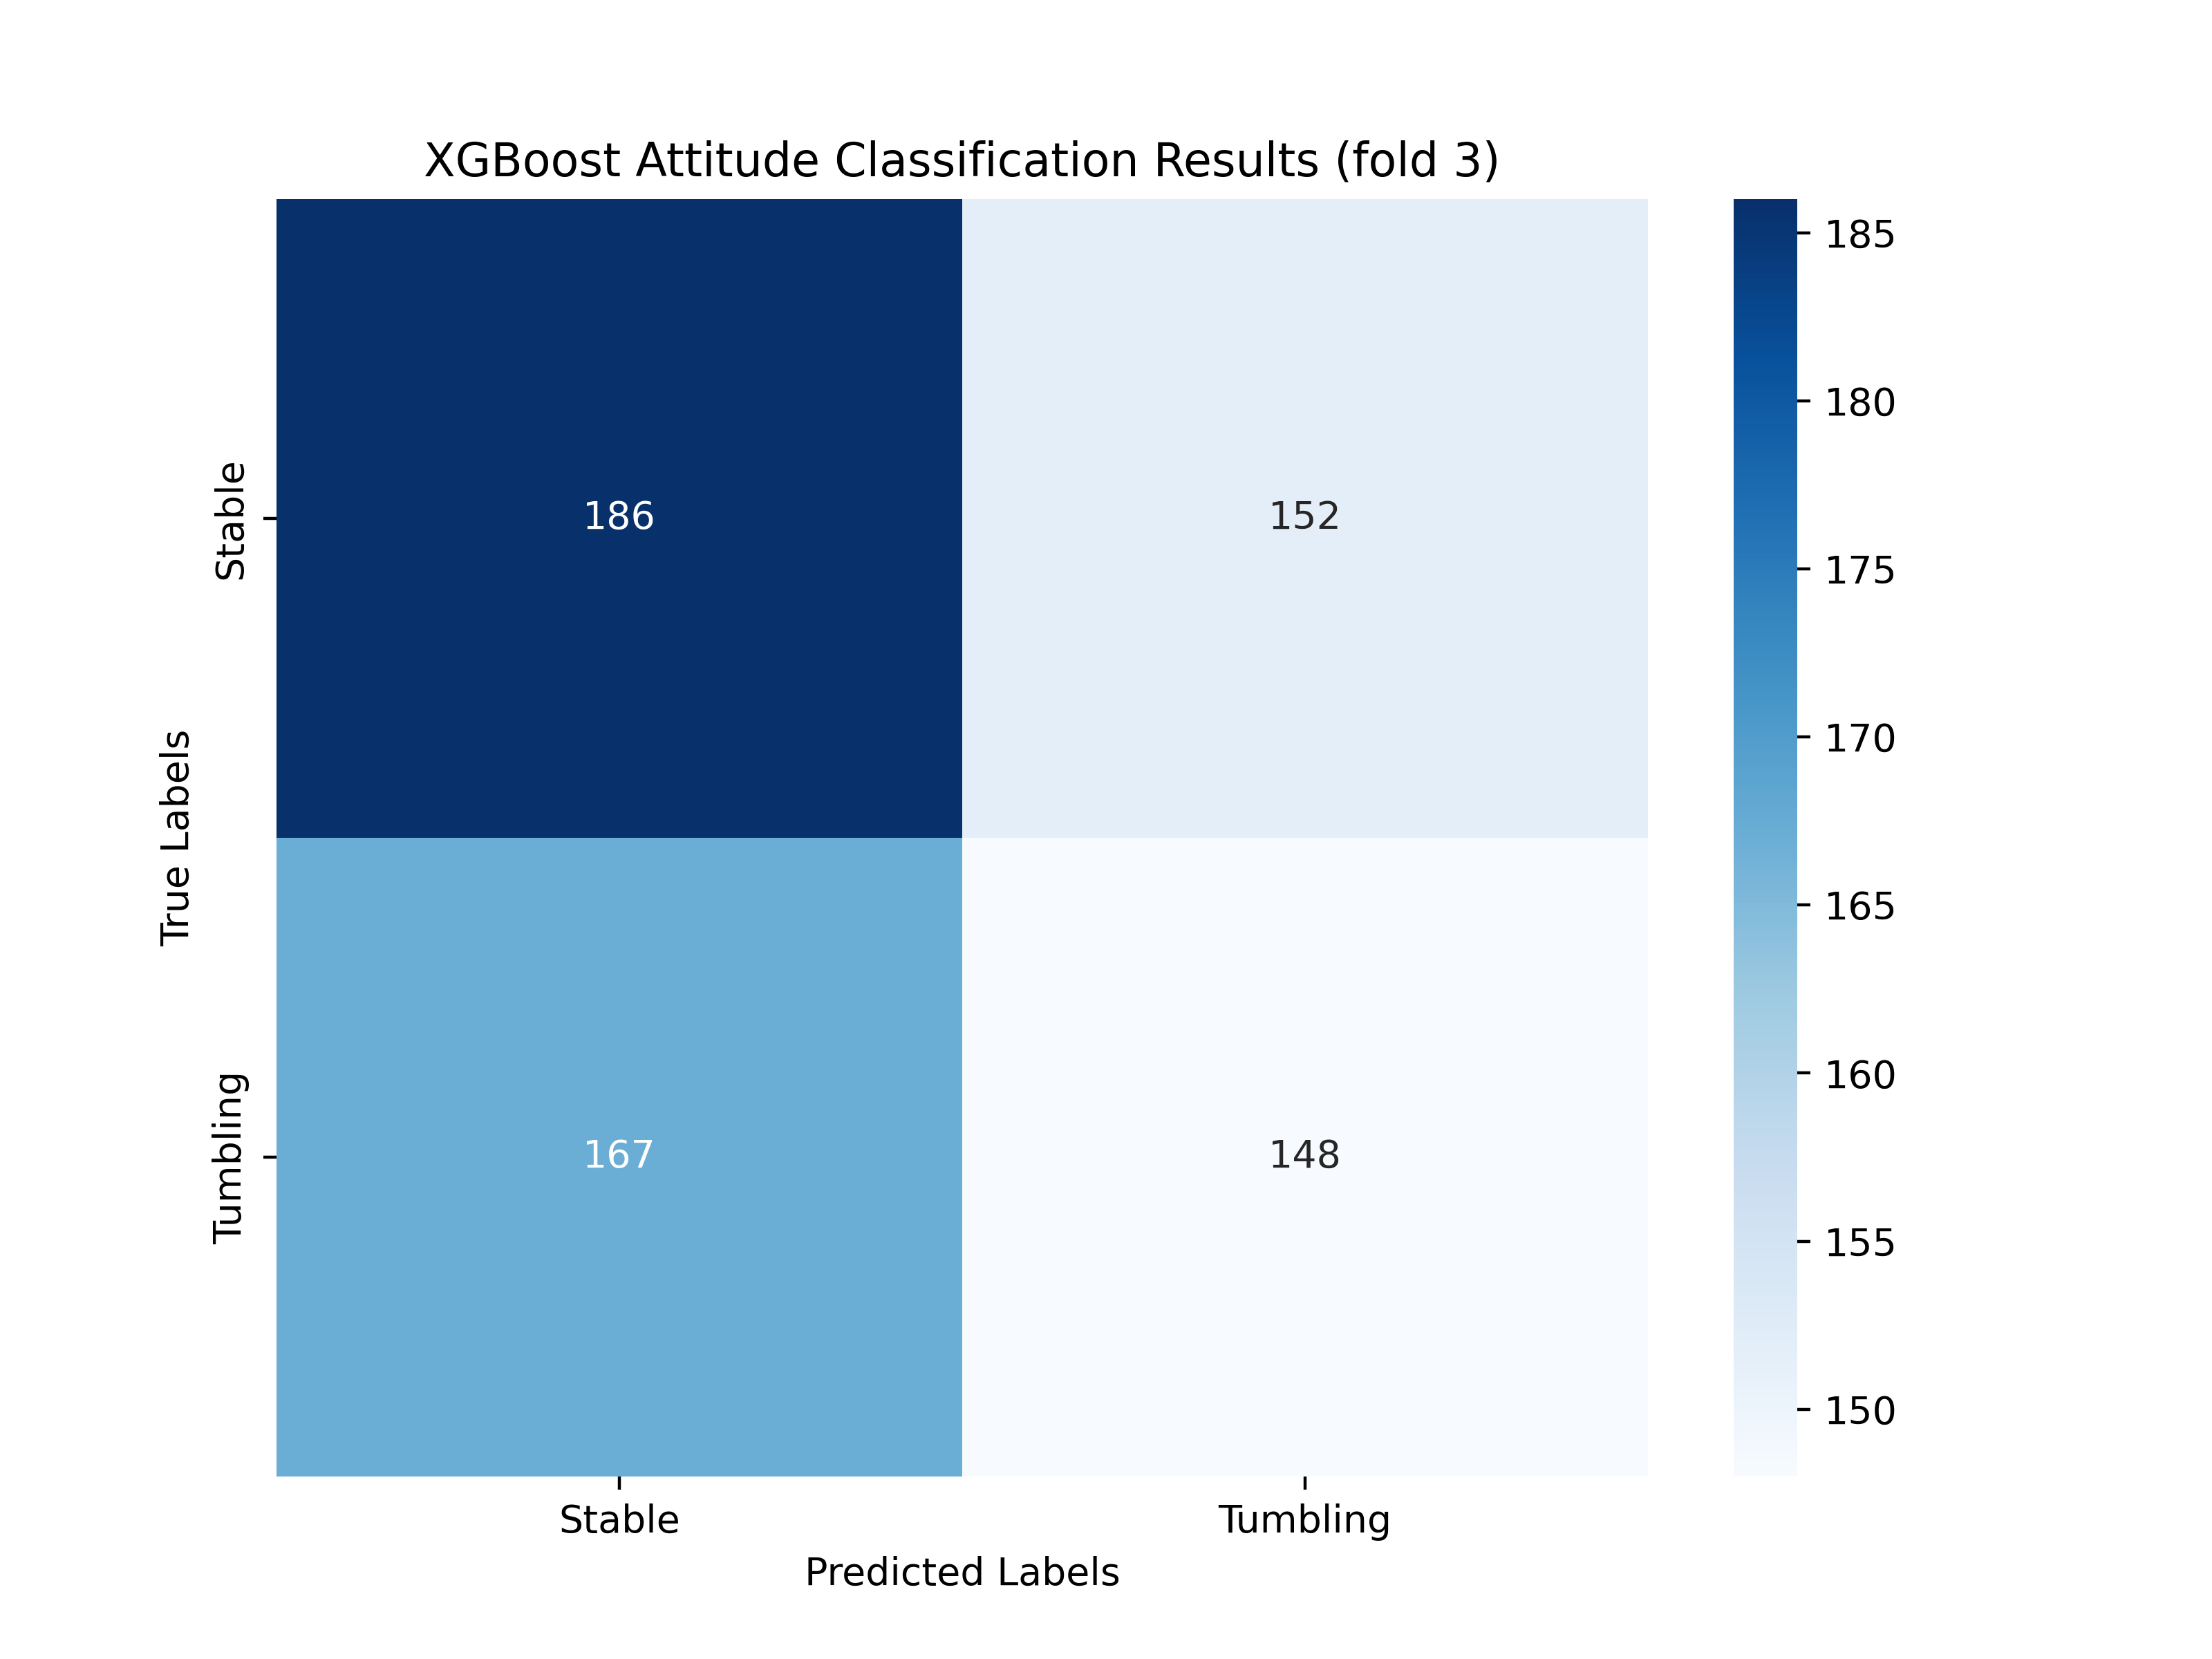 XGBoost Attitude Classification Results (fold 3)
True Labels
Stable
Tumbling
186
152
167
148
Stable
Tumbling
Predicted Labels
185
180
175
170
165
160
155
150